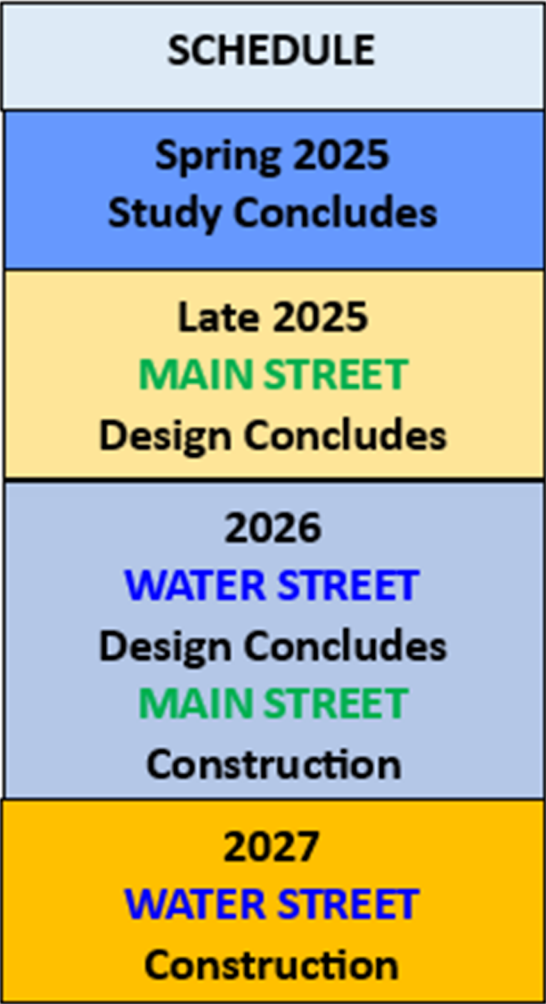 SCHEDULE
Spring 2025
Study Concludes
Late 2025
MAIN STREET
Design Concludes
2026
WATER STREET
Design Concludes
MAIN STREET
Construction
2027
WATER STREET
Construction